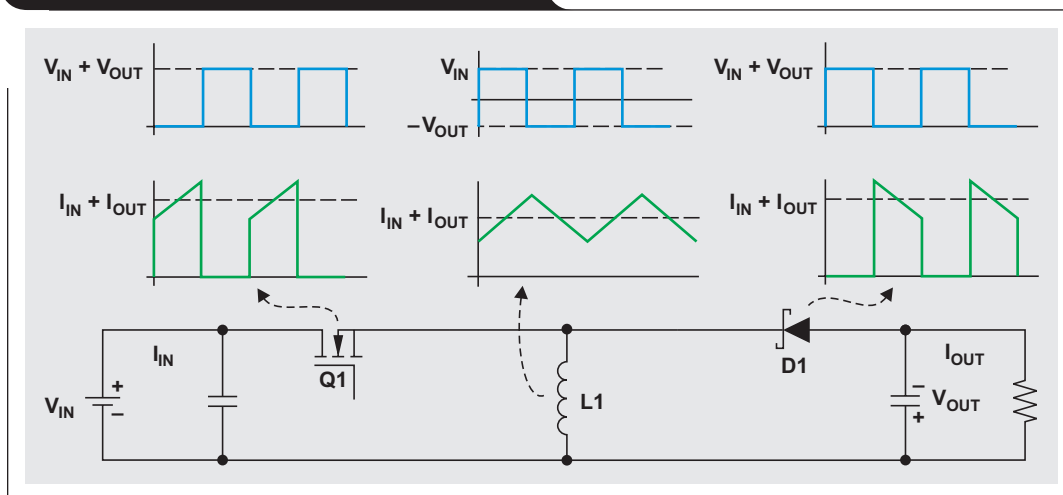 V_IN + V_OUT
V_IN
–V_OUT
V_IN + V_OUT
I_IN + I_OUT
I_IN + I_OUT
I_IN + I_OUT
I_IN
Q1
V_IN
+
–
L1
D1
I_OUT
–
V_OUT
+